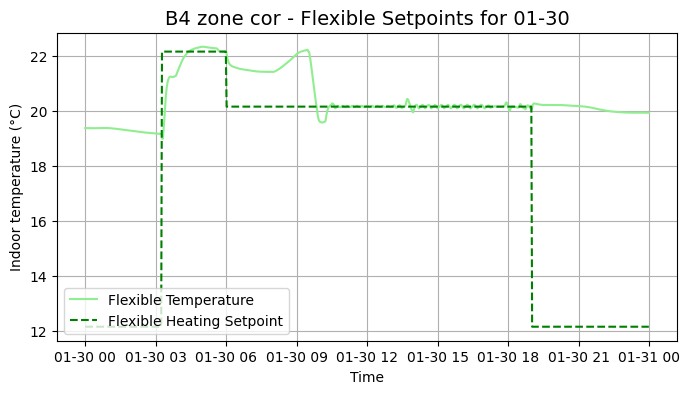 B4 zone cor - Flexible Setpoints for 01-30
Indoor temperature (°C)
22
20
18
16
14
12
Flexible Temperature
Flexible Heating Setpoint
01-30 00 01-30 03 01-30 06 01-30 09 01-30 12 01-30 15 01-30 18 01-30 21 01-31 00
Time